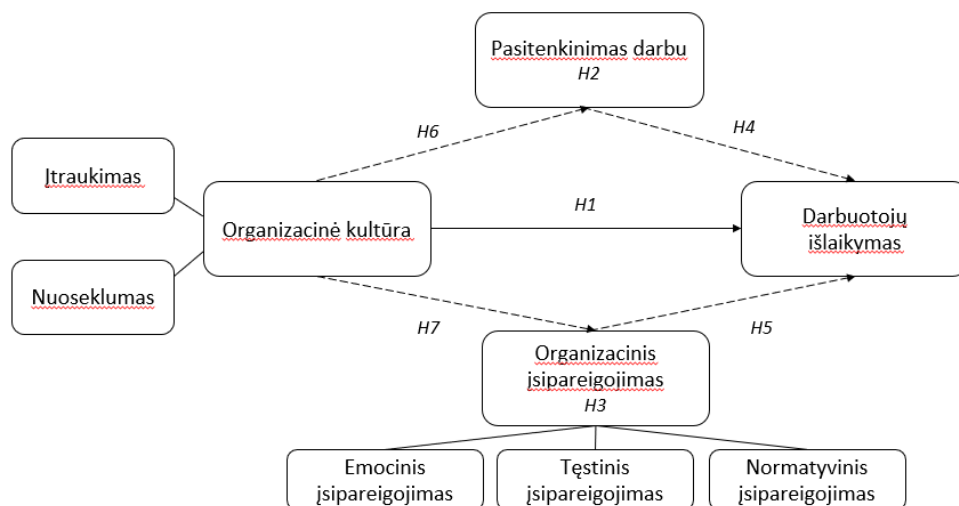 Pasitenkinimas darbu
H2
H6
H4
Įtraukimas
Organizacinė kultūra
H1
Darbuotojų
išlaikymas
Nuoseklumas
H7
H5
Organizacinis
įsipareigojimas
H3
Emocinis
įsipareigojimas
Tęstinis
įsipareigojimas
Normatyvinis
įsipareigojimas